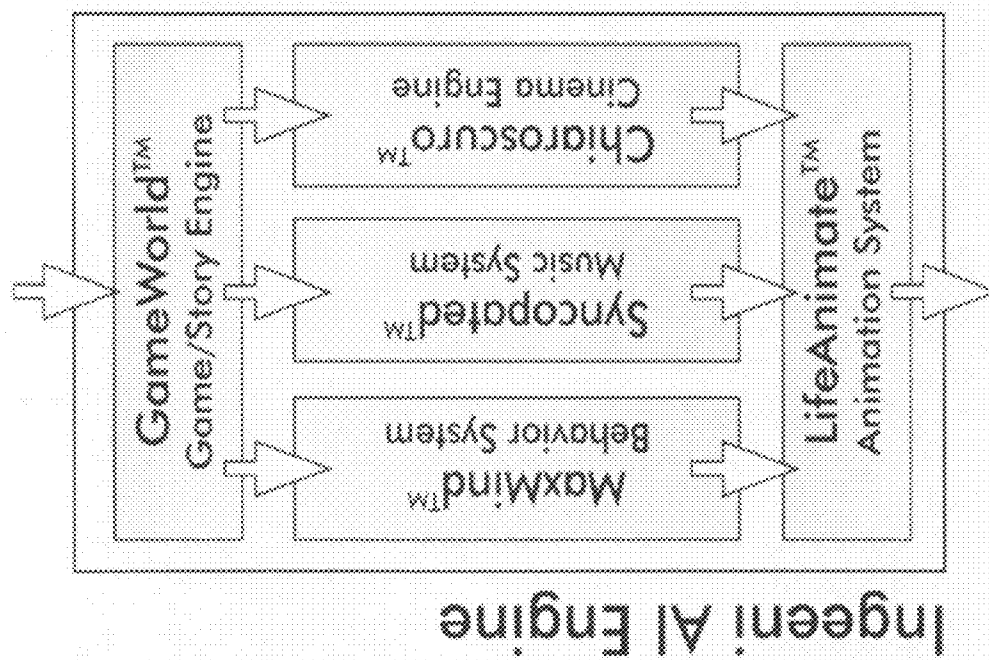 Ingeeni AI Engine
GameWorld™
Game/Story Engine
MaxMind™
Behavior System
Syncopated™
Music System
Chiaroscuro™
Cinema Engine
LifeAnimate™
Animation System